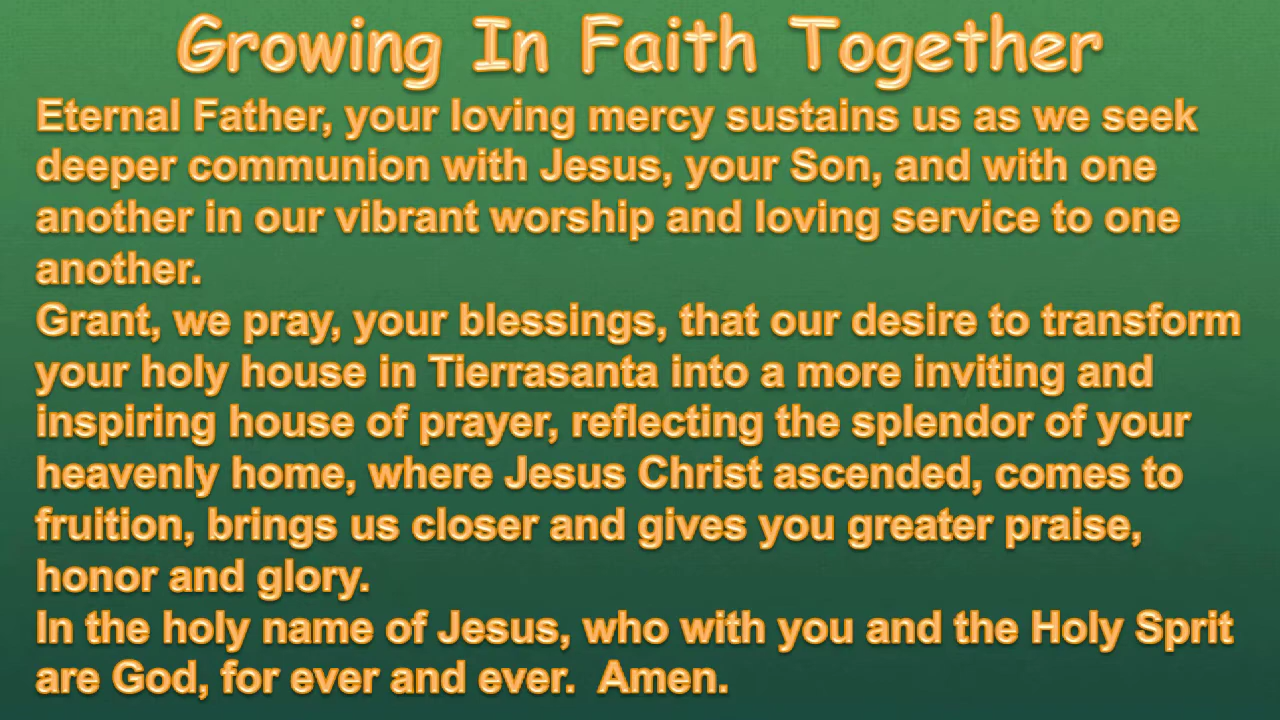 Growing In Faith Together
Eternal Father, your loving mercy sustains us as we seek
deeper communion with Jesus, your Son, and with one
another in our vibrant worship and loving service to one
another.
Grant, we pray, your blessings, that our desire to transform
your holy house in Tierrasanta into a more inviting and
inspiring house of prayer, reflecting the splendor of your
heavenly home, where Jesus Christ ascended, comes to
fruition, brings us closer and gives you greater praise,
honor and glory.
In the holy name of Jesus, who with you and the Holy Sprit
are God, for ever and ever.  Amen.